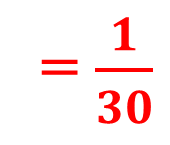 = 1/30